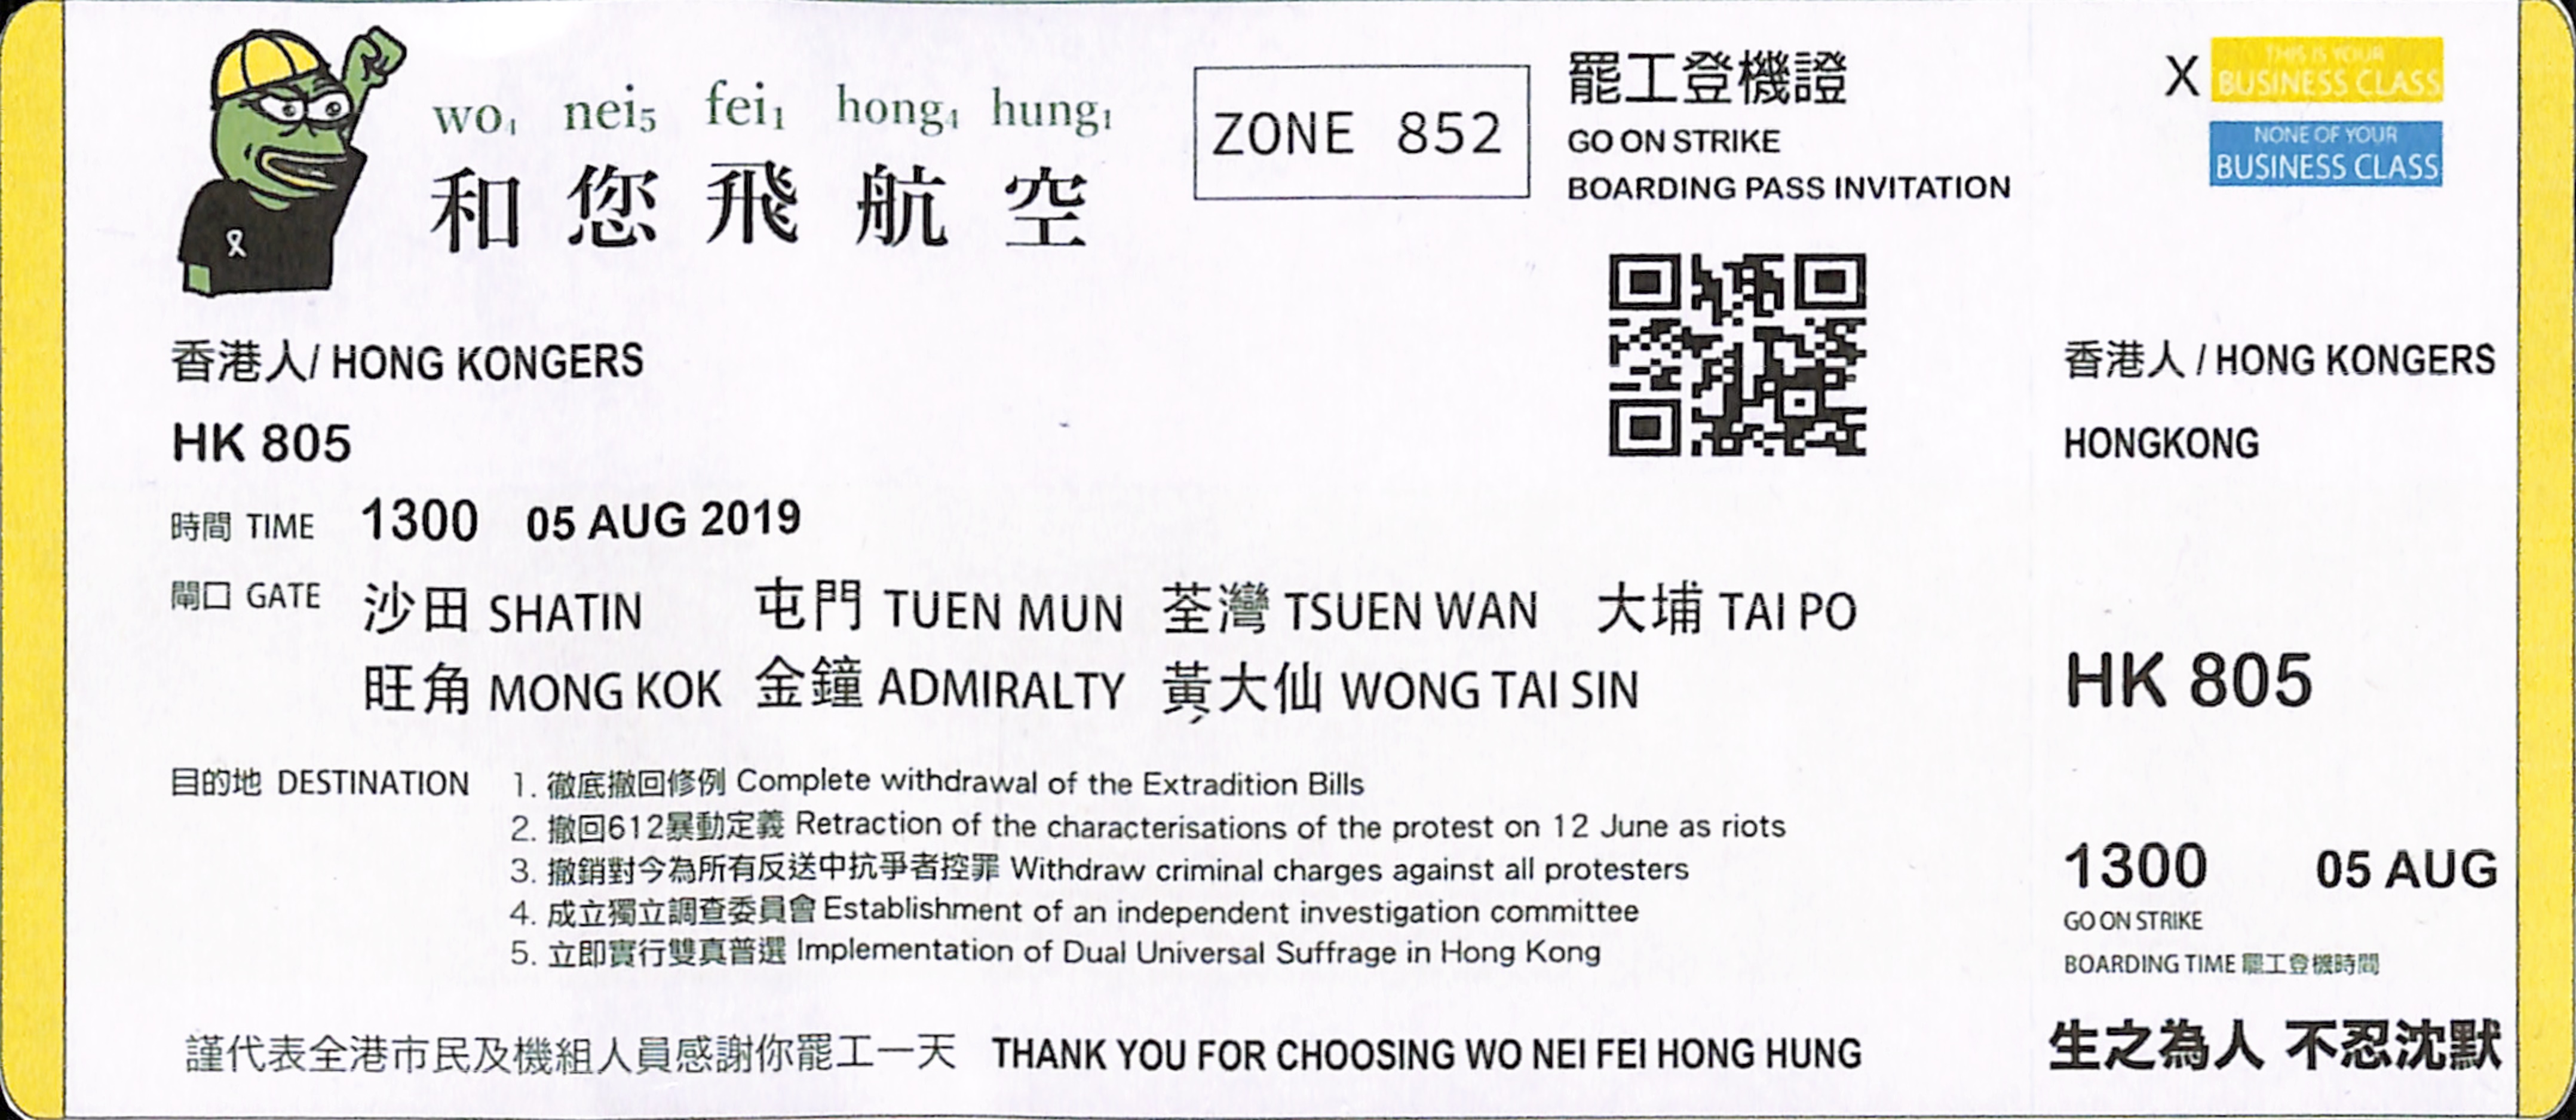 wo₄ nei₅ fei₁ hong₄ hung₁
和您飛航空
ZONE 852
罷工登機證
GO ON STRIKE
BOARDING PASS INVITATION
X THIS IS YOUR
BUSINESS CLASS
NONE OF YOUR
BUSINESS CLASS
香港人/ HONG KONGERS
HK 805
時間 TIME 1300 05 AUG 2019
閘口 GATE 沙田 SHATIN 屯門 TUEN MUN 荃灣 TSUEN WAN 大埔 TAI PO
旺角 MONG KOK 金鐘 ADMIRALTY 黃大仙 WONG TAI SIN
目的地 DESTINATION 1. 徹底撤回修例 Complete withdrawal of the Extradition Bills
2. 撤回612暴動定義 Retraction of the characterisations of the protest on 12 June as riots
3. 撤銷對今為所有反送中抗爭者控罪 Withdraw criminal charges against all protesters
4. 成立獨立調查委員會 Establishment of an independent investigation committee
5. 立即實行雙真普選 Implementation of Dual Universal Suffrage in Hong Kong
謹代表全港市民及機組人員感謝你罷工一天 THANK YOU FOR CHOOSING WO NEI FEI HONG HUNG
香港人 / HONG KONGERS
HONGKONG
HK 805
1300 05 AUG
GO ON STRIKE
BOARDING TIME 罷工登機時間
生之為人 不忍沈默